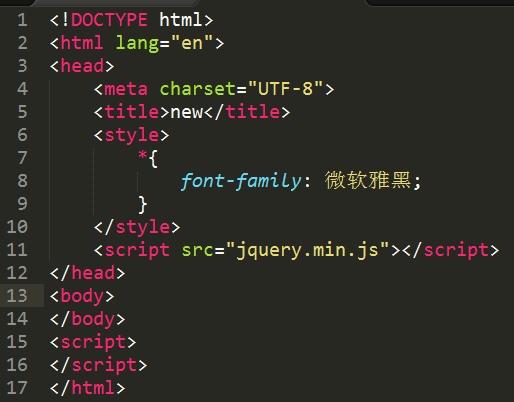 1 <!DOCTYPE html>
2 <html lang="en">
3 <head>
4     <meta charset="UTF-8">
5     <title>new</title>
6     <style>
7         *{
8             font-family: 微软雅黑;
9         }
10     </style>
11     <script src="jquery.min.js"></script>
12 </head>
13 <body>
14 </body>
15 <script>
16 </script>
17 </html>